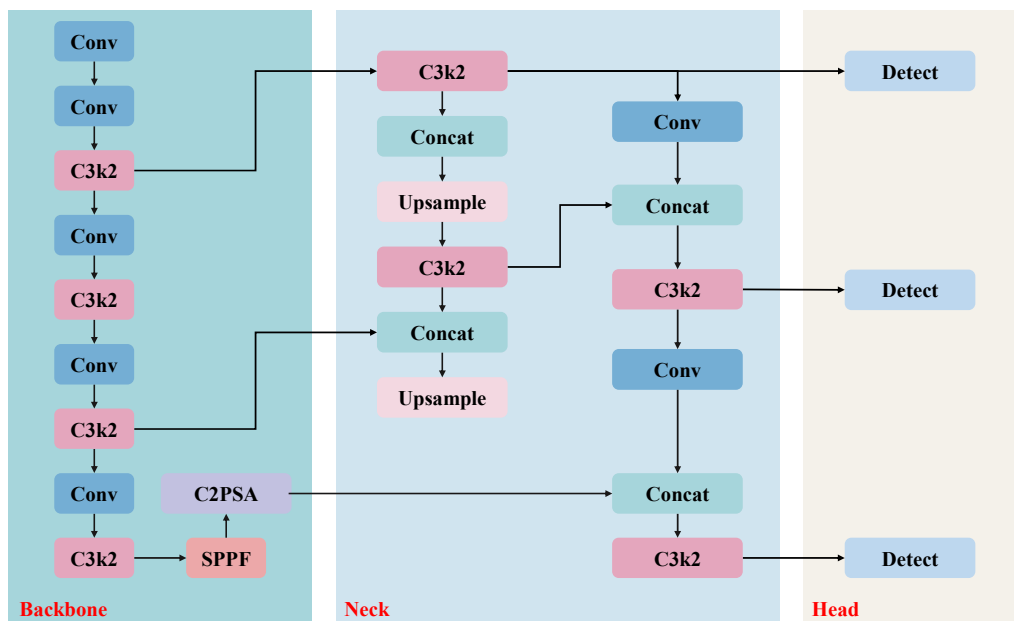 Conv
Conv
C3k2
Conv
C3k2
Conv
C3k2
Conv
C3k2
SPPF
C2PSA
Backbone
C3k2
Concat
Upsample
C3k2
Concat
Upsample
Conv
Concat
C3k2
Conv
Concat
C3k2
Neck
Detect
Detect
Detect
Head